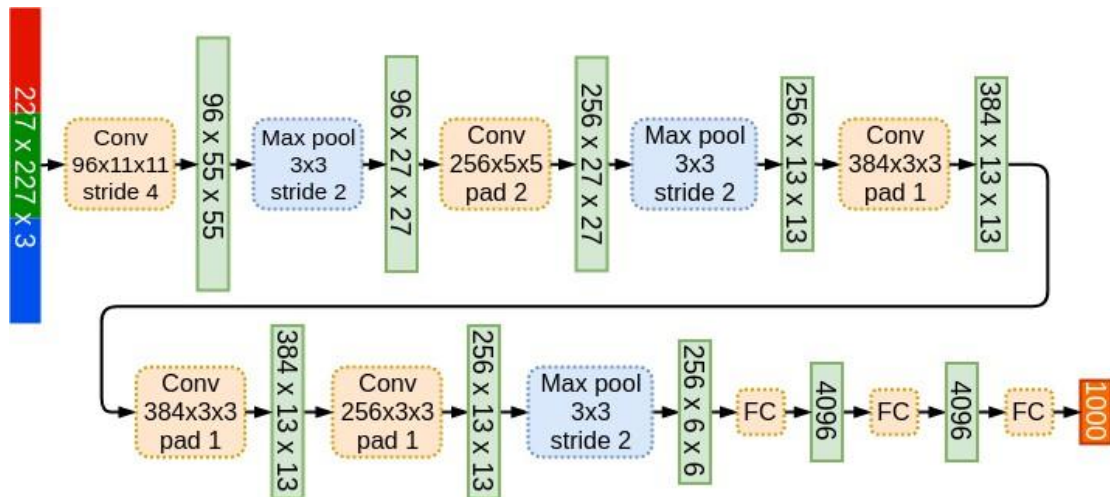 227 x 227 x 3
Conv
96x11x11
stride 4
96 x 55 x 55
Max pool
3x3
stride 2
96 x 27 x 27
Conv
256x5x5
pad 2
256 x 27 x 27
Max pool
3x3
stride 2
256 x 13 x 13
Conv
384x3x3
pad 1
384 x 13 x 13
Conv
384x3x3
pad 1
384 x 13 x 13
Conv
256x3x3
pad 1
256 x 13 x 13
Max pool
3x3
stride 2
256 x 6 x 6
FC
4096
FC
4096
FC
1000